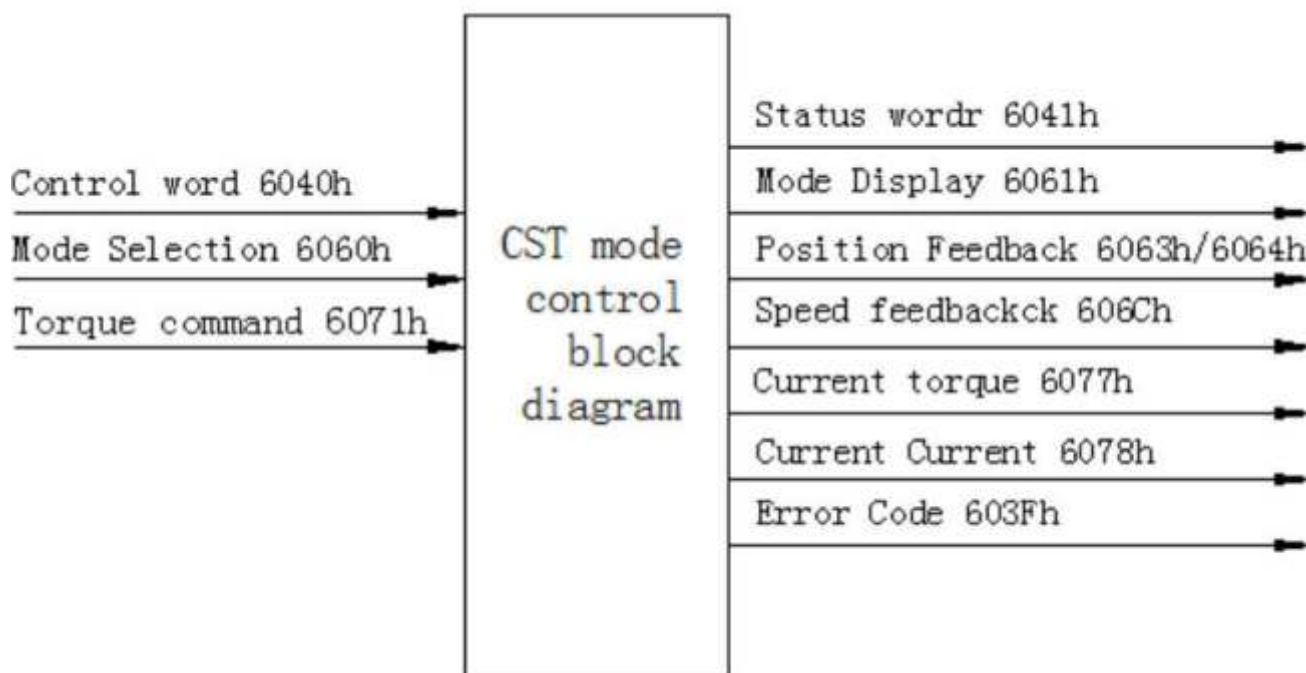 Control word 6040h
Mode Selection 6060h
Torque command 6071h
CST mode
control
block
diagram
Status wordr 6041h
Mode Display 6061h
Position Feedback 6063h/6064h
Speed feedbackck 606Ch
Current torque 6077h
Current Current 6078h
Error Code 603Fh